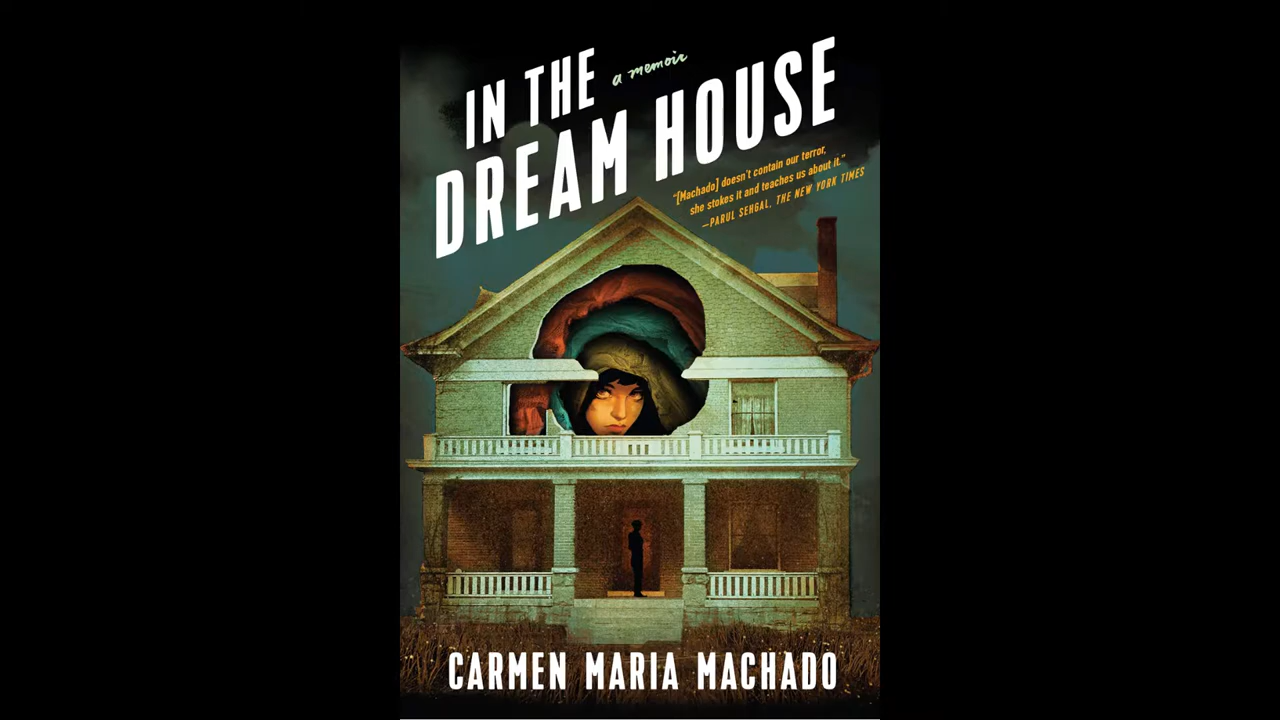 IN THE
a memoir
DREAM HOUSE
"[Machado] doesn't contain our terror,
she stokes it and teaches us about it."
—PARUL SEHGAL, THE NEW YORK TIMES
CARMEN MARIA MACHADO